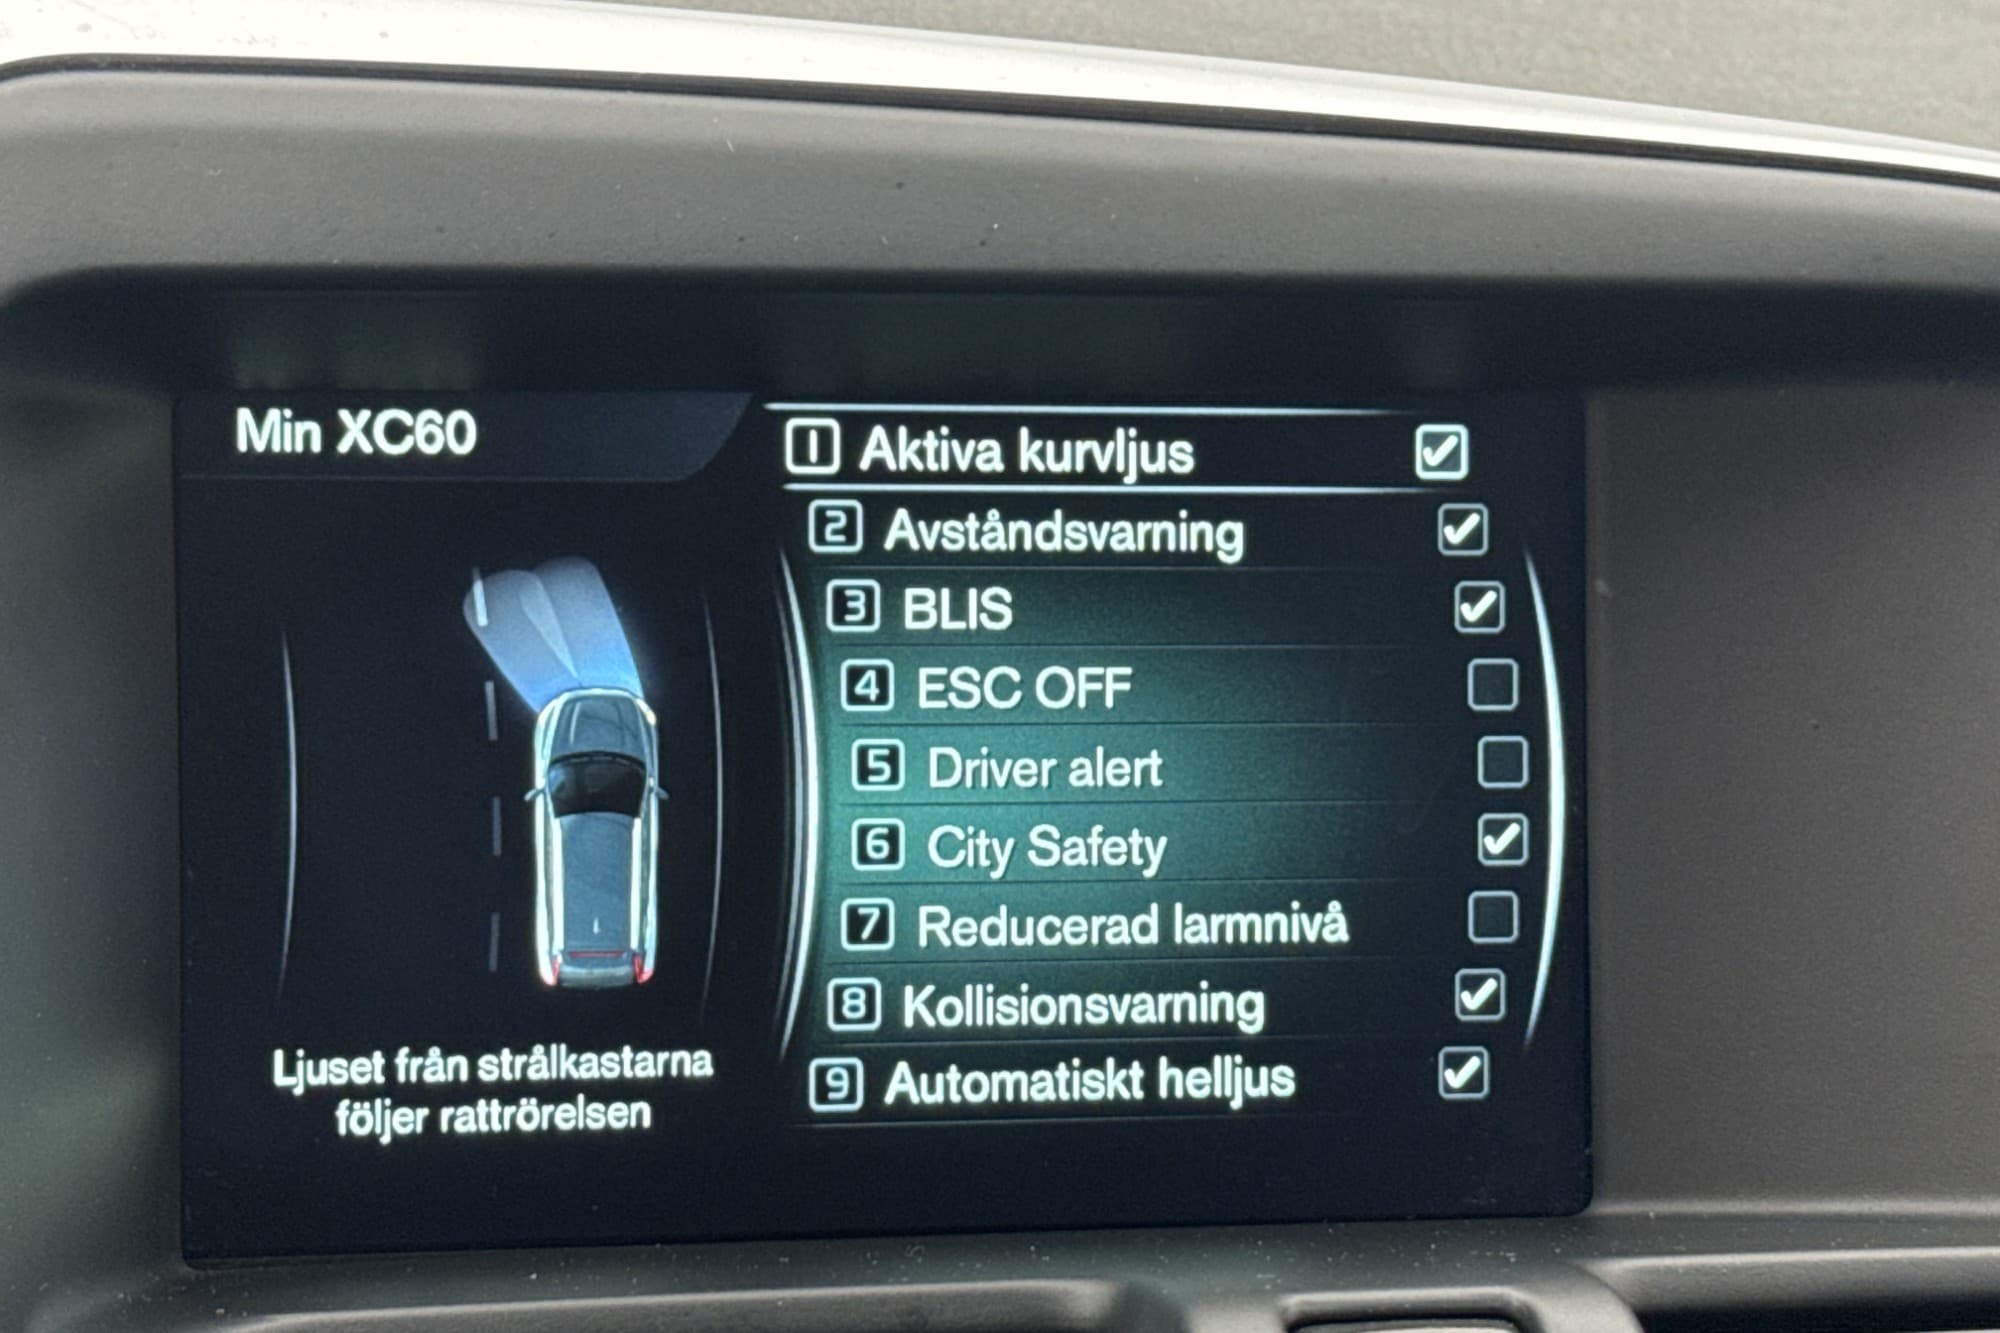 Min XC60
1 Aktiva kurvljus
2 Avståndsvarning
3 BLIS
4 ESC OFF
5 Driver alert
6 City Safety
7 Reducerad larmnivå
8 Kollisionsvarning
9 Automatiskt helljus
Ljuset från strålkastarna
följer rattrörelsen